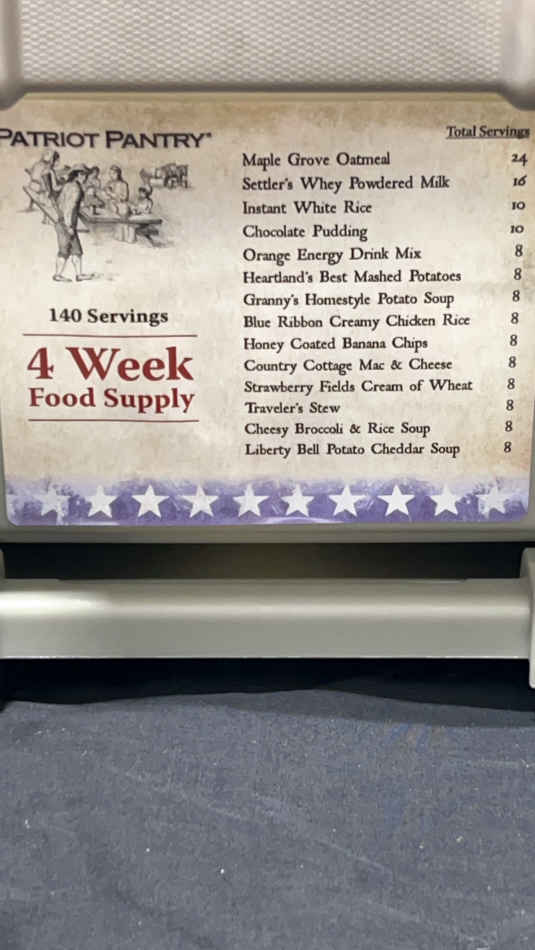 PATRIOT PANTRY®
140 Servings
4 Week
Food Supply
Total Servings
Maple Grove Oatmeal 24
Settler's Whey Powdered Milk 16
Instant White Rice 10
Chocolate Pudding 10
Orange Energy Drink Mix 8
Heartland's Best Mashed Potatoes 8
Granny's Homestyle Potato Soup 8
Blue Ribbon Creamy Chicken Rice 8
Honey Coated Banana Chips 8
Country Cottage Mac & Cheese 8
Strawberry Fields Cream of Wheat 8
Traveler's Stew 8
Cheesy Broccoli & Rice Soup 8
Liberty Bell Potato Cheddar Soup 8